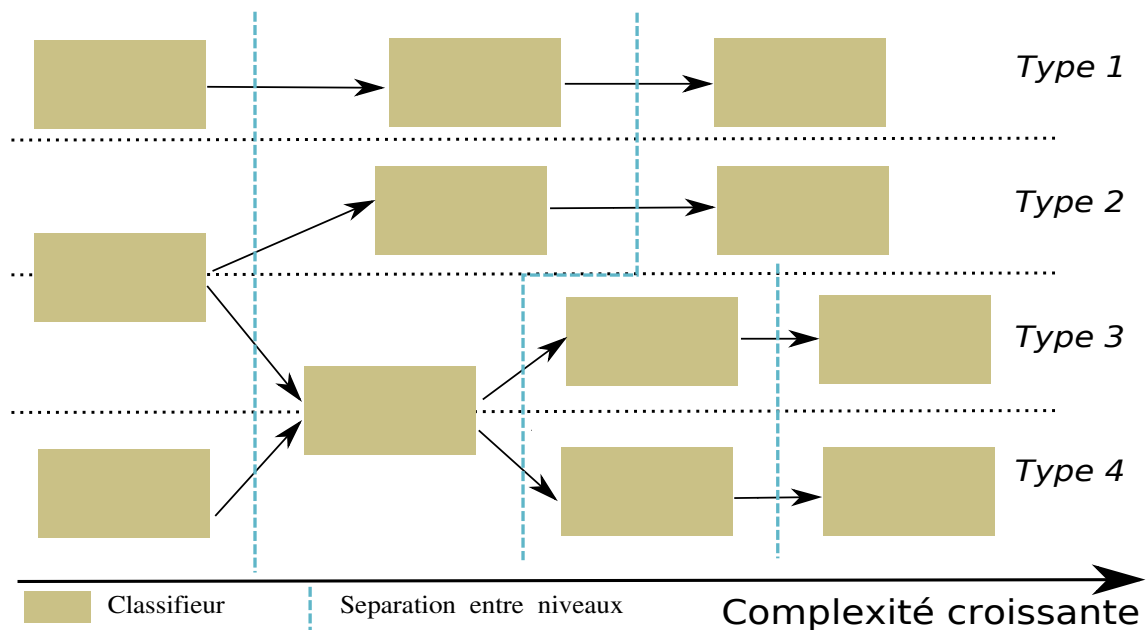 Type 1
Type 2
Type 3
Type 4
Classifieur
Separation entre niveaux
Complexité croissante